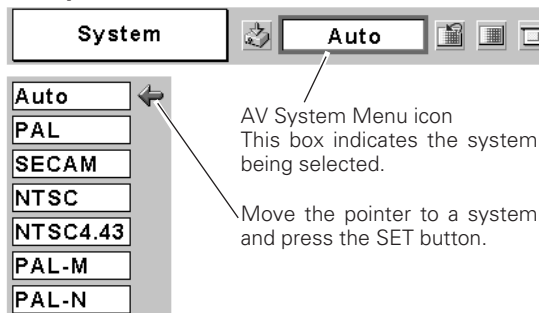 System
Auto
Auto
PAL
SECAM
NTSC
NTSC4.43
PAL-M
PAL-N
AV System Menu icon
This box indicates the system
being selected.
Move the pointer to a system
and press the SET button.